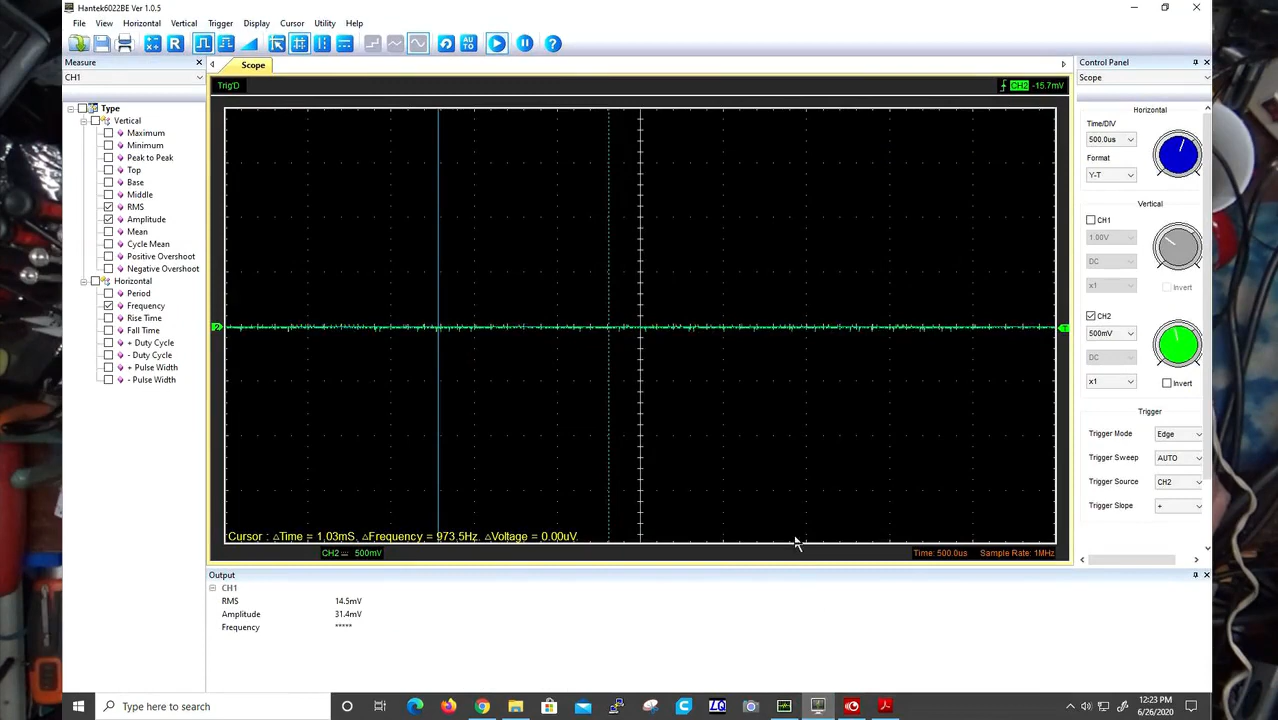 Hantek6022BE Ver 1.0.5
File View Horizontal Vertical Trigger Display Cursor Utility Help
R AU TO ?
Measure
CH1
Type
Vertical
Maximum
Minimum
Peak to Peak
Top
Base
Middle
RMS
Amplitude
Mean
Cycle Mean
Positive Overshoot
Negative Overshoot
Horizontal
Period
Frequency
Rise Time
Fall Time
+ Duty Cycle
- Duty Cycle
+ Pulse Width
- Pulse Width
Scope
Trig'D
CH2 -15.7mV
2
T
Cursor : △Time = 1,03mS. △Frequency = 973,5Hz. △Voltage = 0.00uV.
CH2 500mV
Time: 500.0us Sample Rate: 1MHz
Control Panel
Scope
Horizontal
Time/DIV
500.0us
Format
Y-T
Vertical
CH1
1.00V
DC
x1
Invert
CH2
500mV
DC
x1
Invert
Trigger
Trigger Mode Edge
Trigger Sweep AUTO
Trigger Source CH2
Trigger Slope +
Output
CH1
RMS 14.5mV
Amplitude 31.4mV
Frequency *****
Type here to search
12:23 PM
6/26/2020